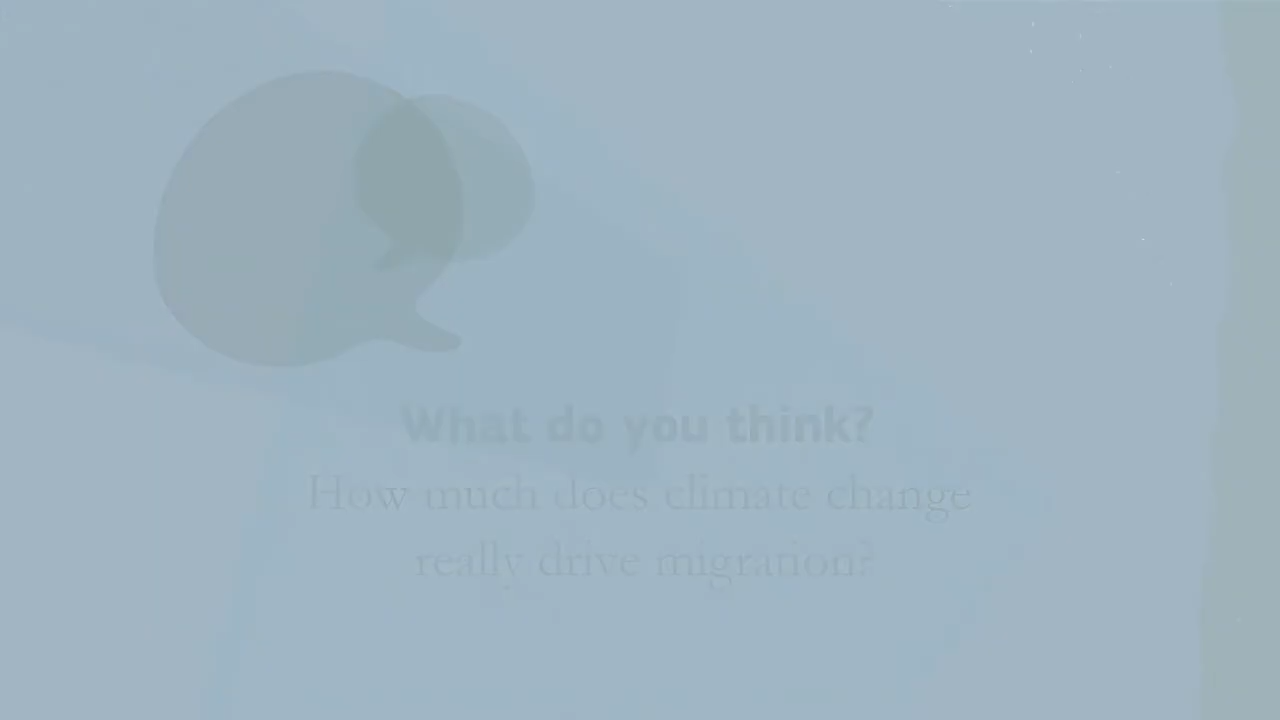 What do you think?
How much does climate change
really drive migration?